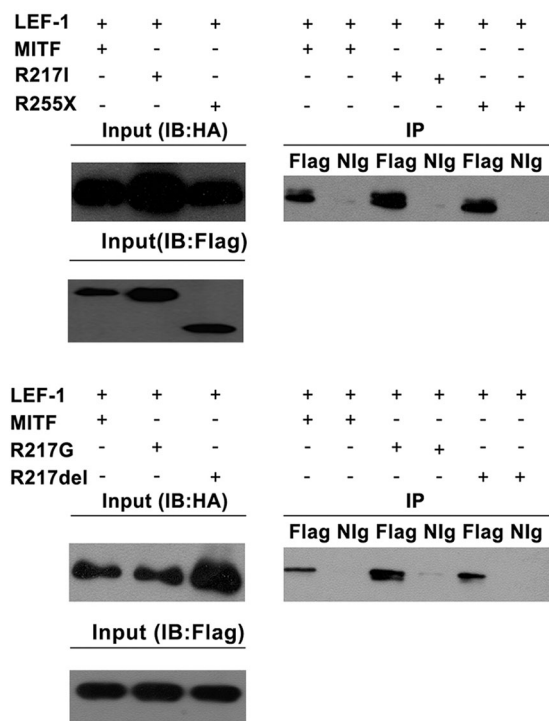 LEF-1 + + + + + + + + +
MITF + - - + + - - - -
R217I - + - - - + + - -
R255X - - + - - - - + +
Input (IB:HA) IP
Flag NIg Flag NIg Flag NIg
Input(IB:Flag)
LEF-1 + + + + + + + + +
MITF + - - + + - - - -
R217G - + - - - + + - -
R217del - - + - - - - + +
Input (IB:HA) IP
Flag NIg Flag NIg Flag NIg
Input (IB:Flag)